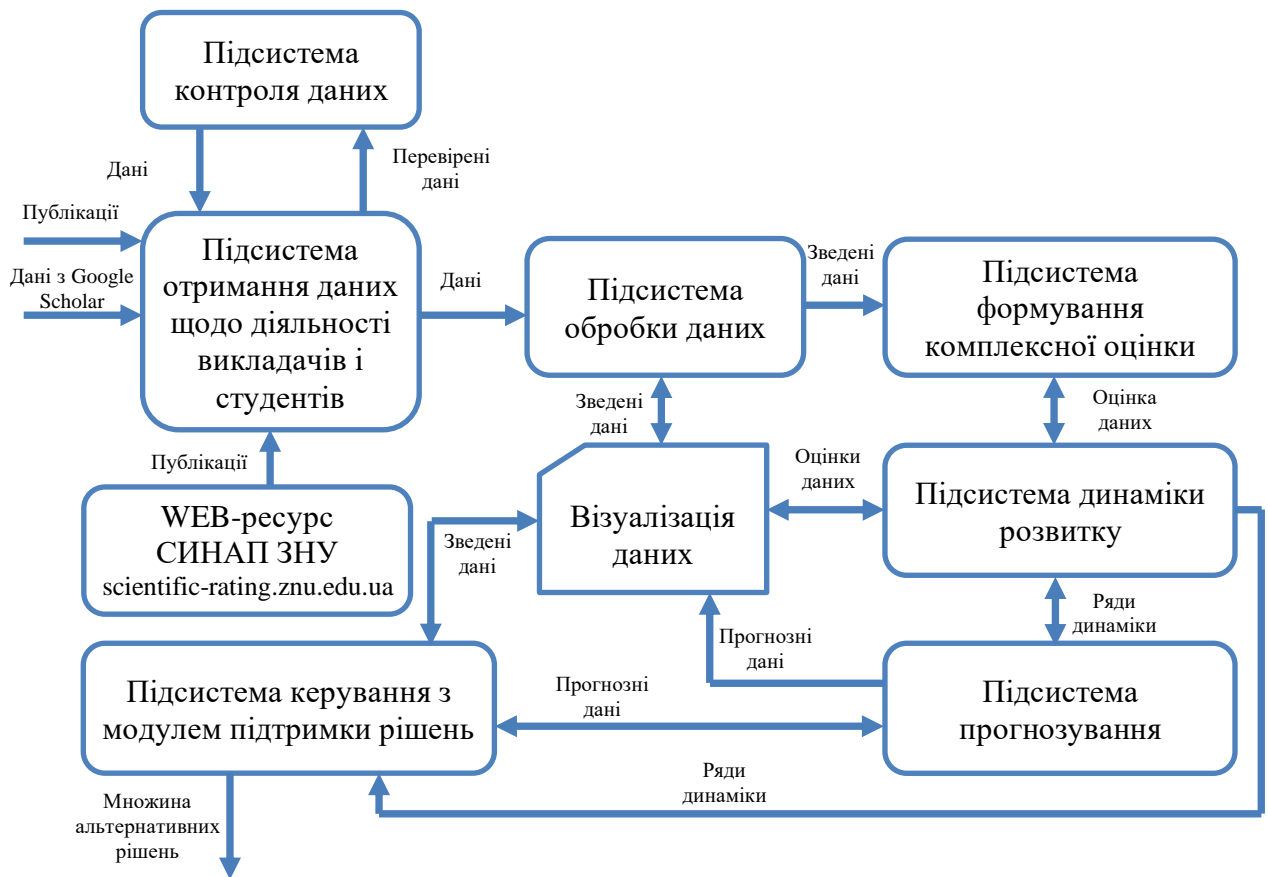 Підсистема
контроля даних
Дані
Перевірені
дані
Публікації
Дані з Google
Scholar
Підсистема
отримання даних
щодо діяльності
викладачів і
студентів
Дані
Підсистема
обробки даних
Зведені
дані
Підсистема
формування
комплексної оцінки
Зведені
дані
Оцінка
даних
Публікації
WEB-ресурс
СИНАП ЗНУ
scientific-rating.znu.edu.ua
Зведені
дані
Візуалізація
даних
Оцінки
даних
Підсистема динаміки
розвитку
Ряди
динаміки
Прогнозні
дані
Підсистема керування з
модулем підтримки рішень
Прогнозні
дані
Підсистема
прогнозування
Ряди
динаміки
Множина
альтернативних
рішень